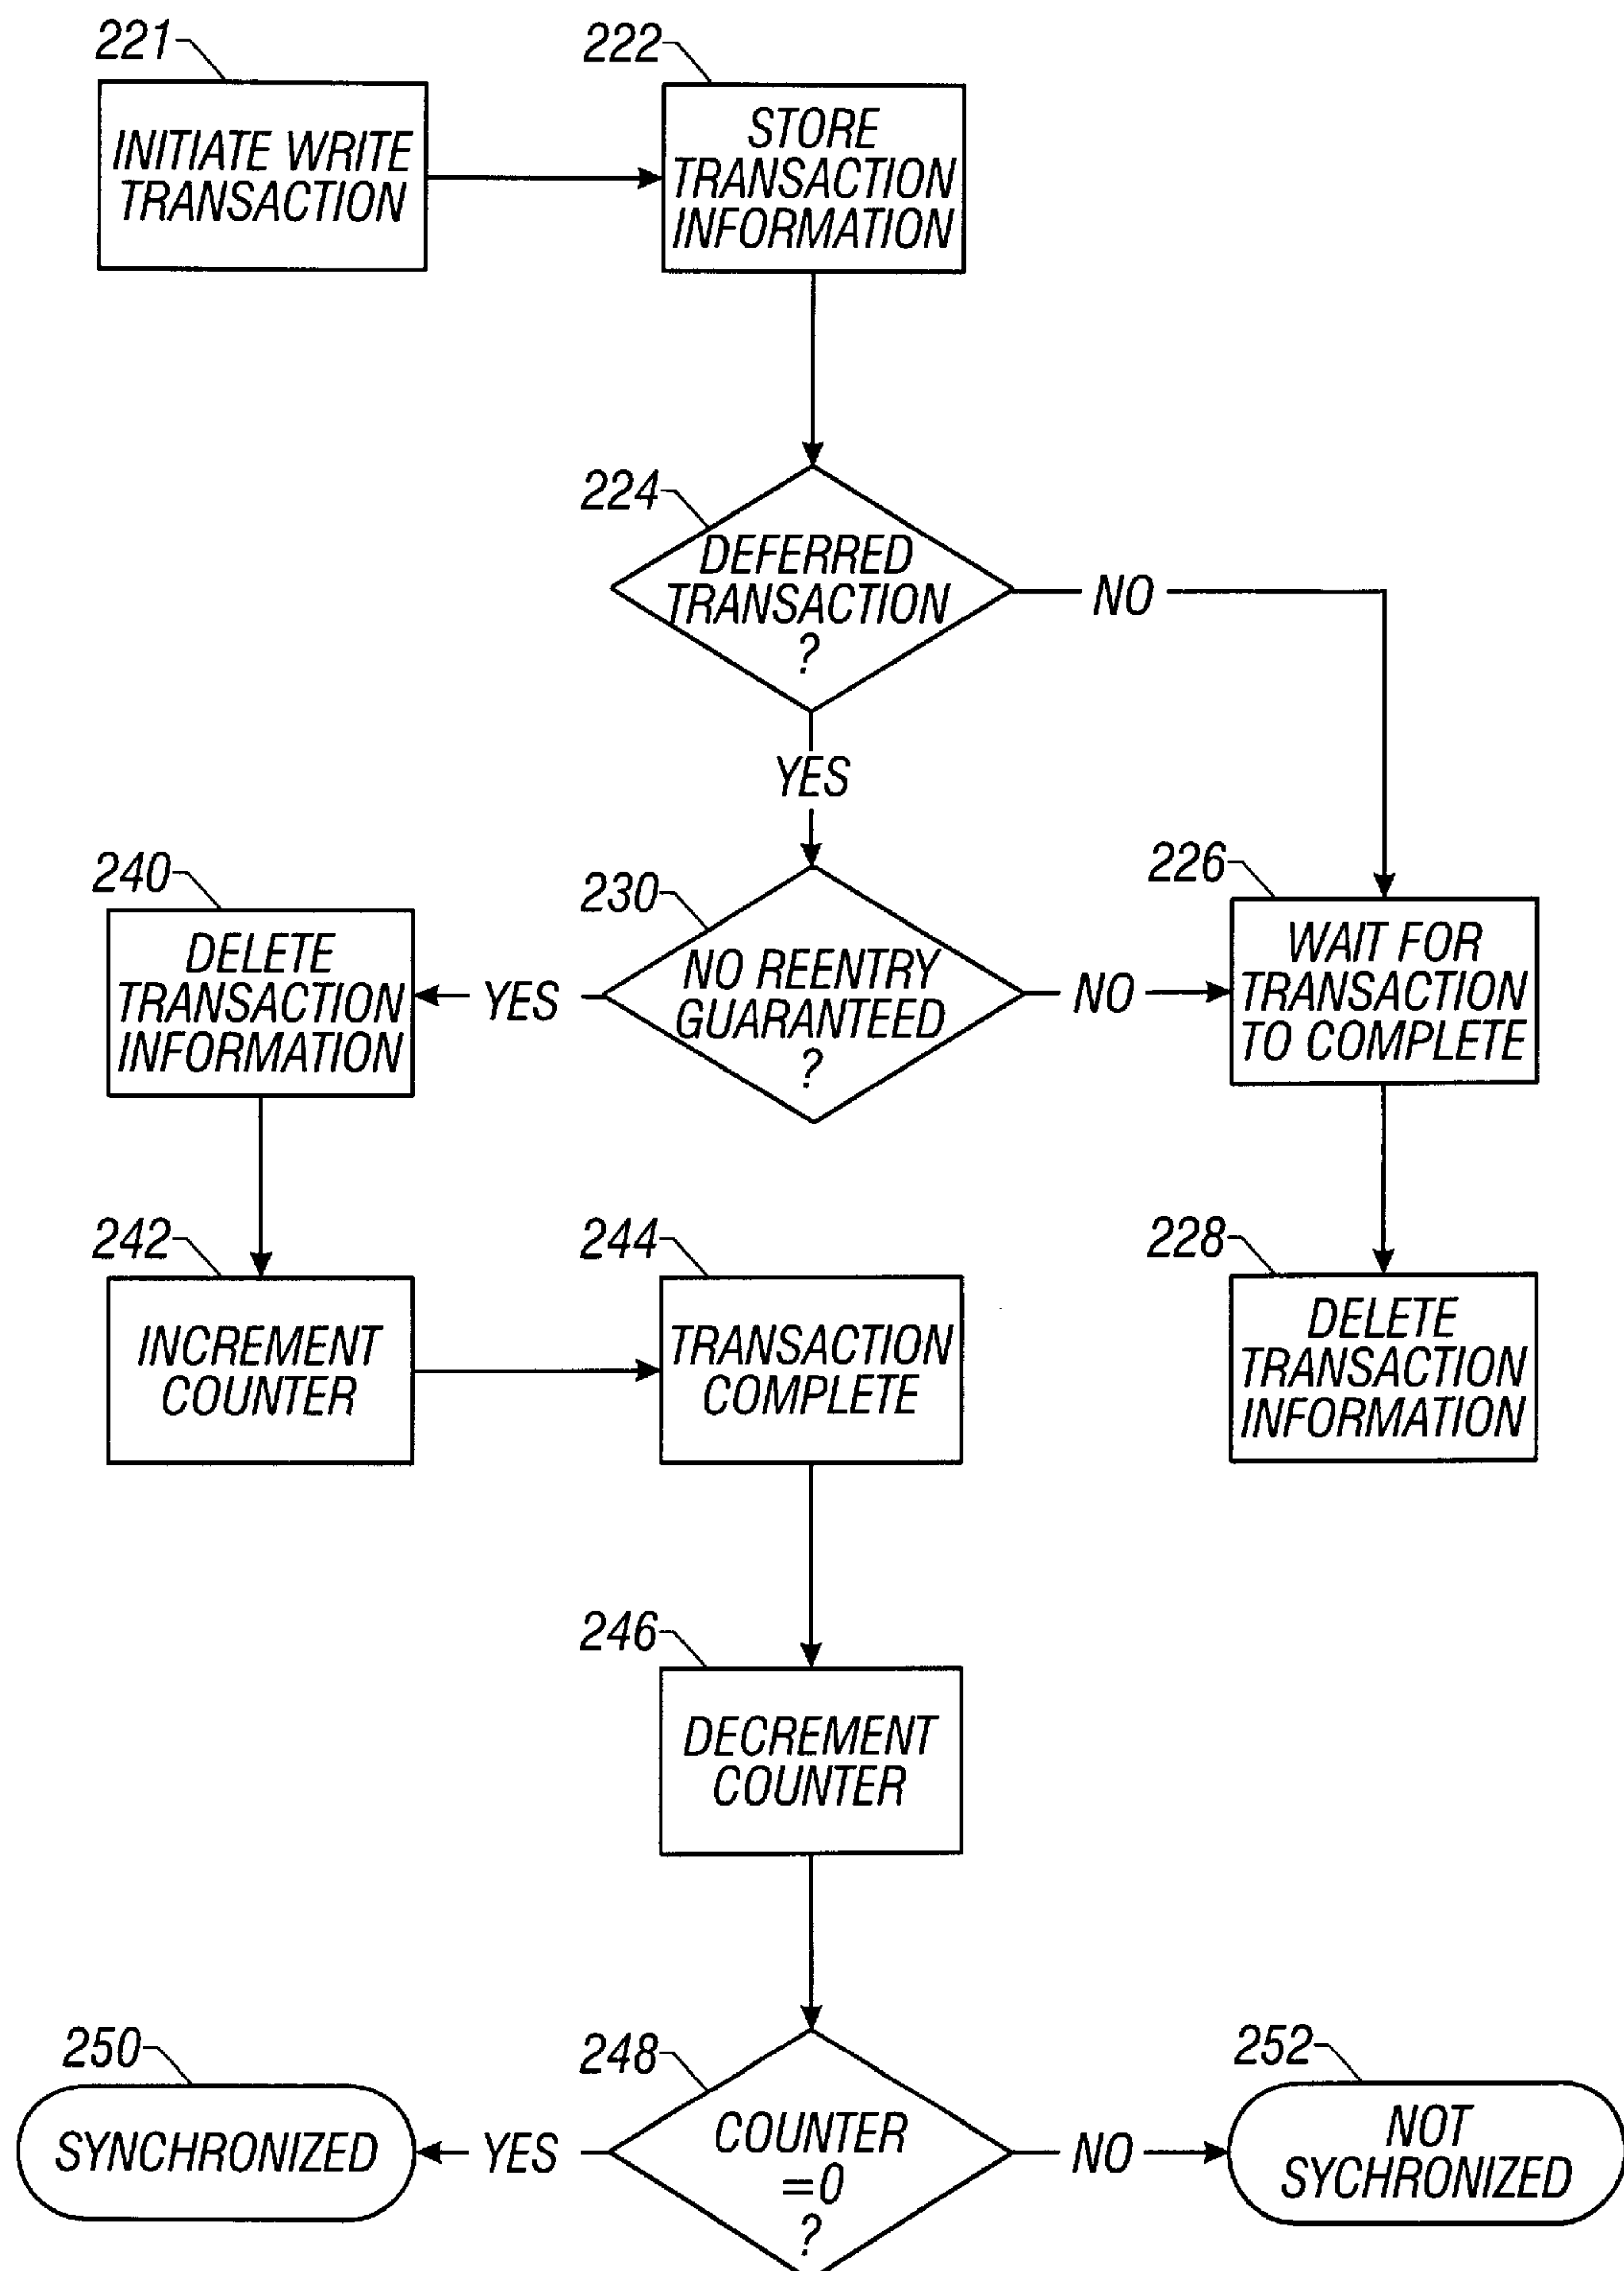 221
222
INITIATE WRITE
TRANSACTION
STORE
TRANSACTION
INFORMATION
224
DEFERRED
TRANSACTION
?
NO
YES
240
230
226
DELETE
TRANSACTION
INFORMATION
YES
NO REENTRY
GUARANTEED
?
NO
WAIT FOR
TRANSACTION
TO COMPLETE
242
244
228
INCREMENT
COUNTER
TRANSACTION
COMPLETE
DELETE
TRANSACTION
INFORMATION
246
DECREMENT
COUNTER
250
248
252
SYNCHRONIZED
YES
COUNTER
=0
?
NO
NOT
SYCHRONIZED